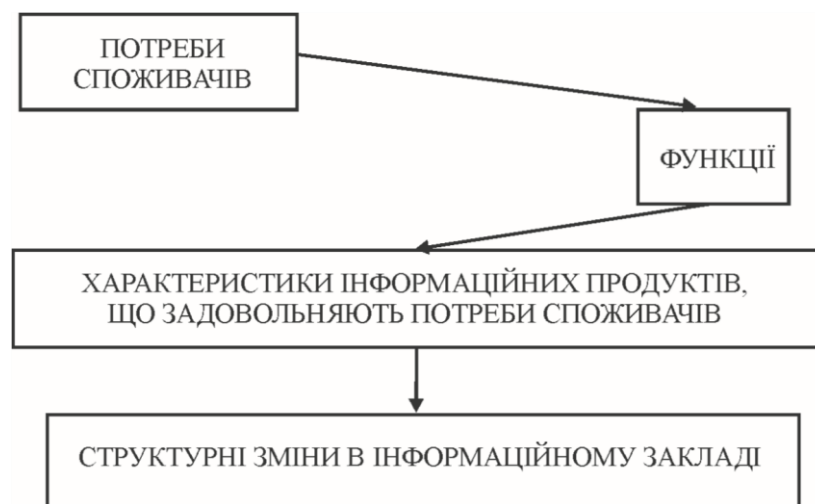 ПОТРЕБИ
СПОЖИВАЧІВ
ФУНКЦІЇ
ХАРАКТЕРИСТИКИ ІНФОРМАЦІЙНИХ ПРОДУКТІВ,
ЩО ЗАДОВОЛЬНЯЮТЬ ПОТРЕБИ СПОЖИВАЧІВ
СТРУКТУРНІ ЗМІНИ В ІНФОРМАЦІЙНОМУ ЗАКЛАДІ